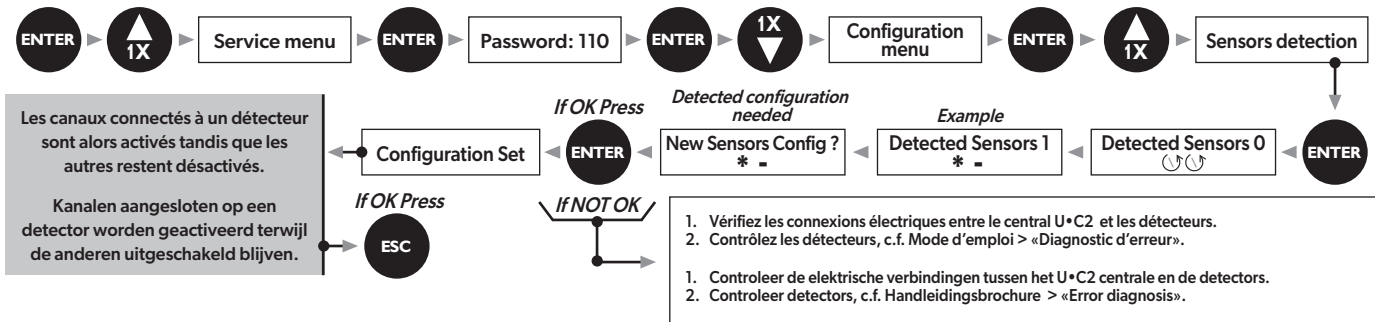 ENTER
1X
Service menu
ENTER
Password: 110
ENTER
1X
Configuration
menu
ENTER
1X
Sensors detection
ENTER
Detected Sensors 0
Example
Detected Sensors 1
* -
Detected configuration
needed
New Sensors Config ?
* -
If OK Press
ENTER
Configuration Set
Les canaux connectés à un détecteur
sont alors activés tandis que les
autres restent désactivés.
Kanalen aangesloten op een
detector worden geactiveerd terwijl
de anderen uitgeschakeld blijven.
If OK Press
ESC
If NOT OK
1. Vérifiez les connexions électriques entre le central U•C2 et les détecteurs.
2. Contrôlez les détecteurs, c.f. Mode d'emploi > «Diagnostic d'erreur».
1. Controleer de elektrische verbindingen tussen het U•C2 centrale en de detectors.
2. Controleer detectors, c.f. Handleidingsbrochure > «Error diagnosis».